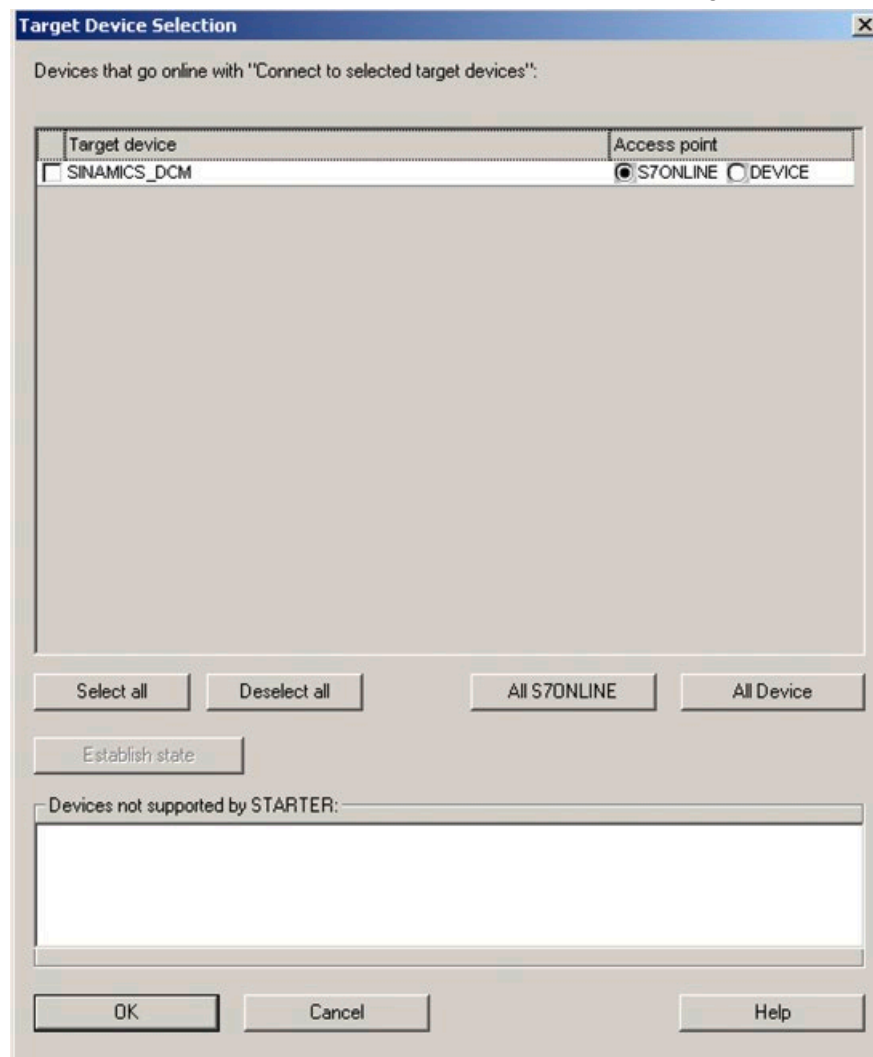 Target Device Selection
Devices that go online with "Connect to selected target devices":
Target device Access point
SINAMICS_DCM S7ONLINE DEVICE
Select all Deselect all All S7ONLINE All Device
Establish state
Devices not supported by STARTER:
OK Cancel Help